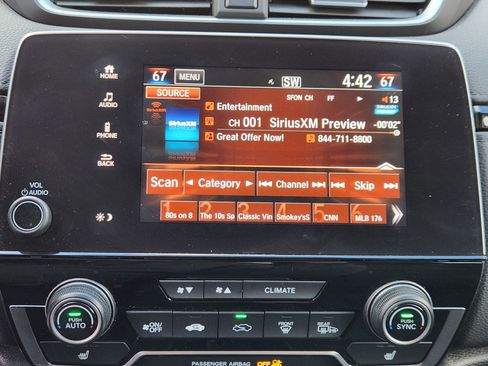 HOME
AUDIO
PHONE
BACK
VOL
AUDIO
67 MENU SW 4:42 67
SOURCE SFON CH FF 13
Entertainment
CH 001 SiriusXM Preview -00'02"
Great Offer Now! 844-711-8800
SiriusXM
Scan Category Channel Skip
1 2 3 4 5 6
80s on 8 The 10s Sp Classic Vin Smokey'sS CNN MLB 176
CLIMATE
PUSH AUTO
ON/OFF
FRONT
REAR
PUSH SYNC
PASSENGER AIRBAG OFF